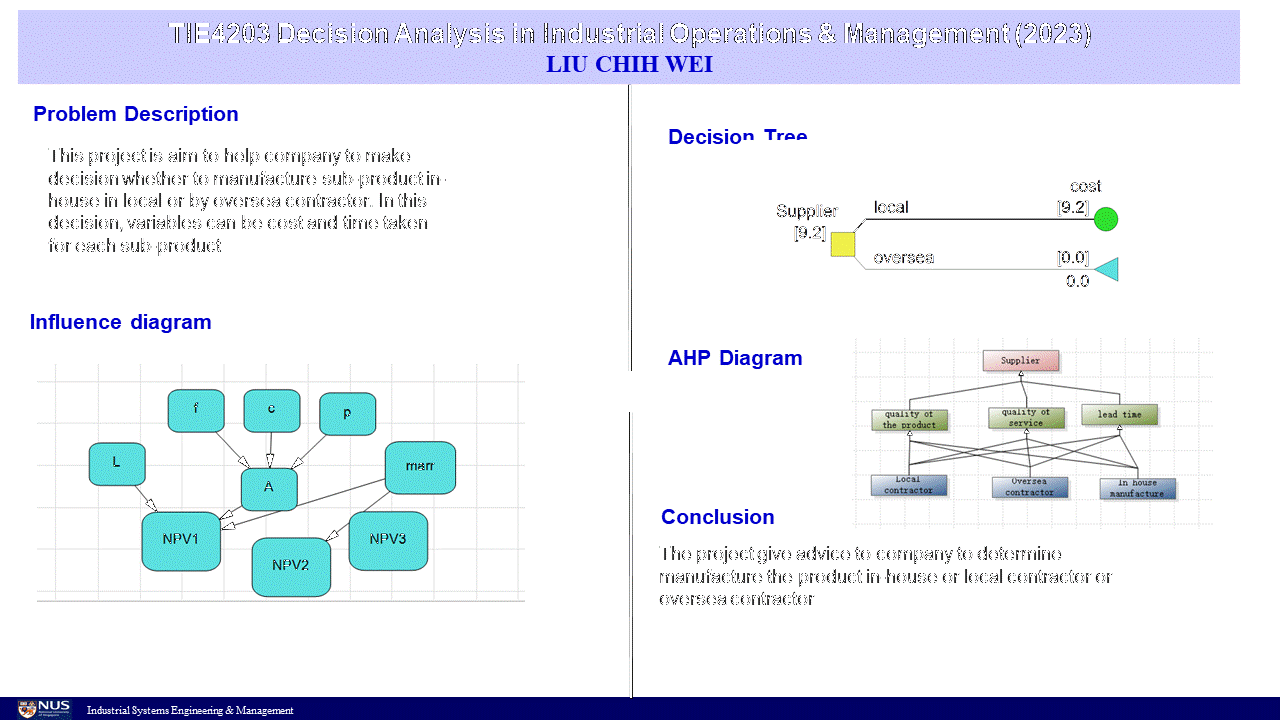 TIE4203 Decision Analysis in Industrial Operations & Management (2023)
LIU CHIH WEI
Problem Description
This project is aim to help company to make
decision whether to manufacture sub-product in-
house in local or by oversea contractor. In this
decision, variables can be cost and time taken
for each sub-product
Influence diagram
f
c
p
L
marr
A
NPV1
NPV3
NPV2
Decision Tree
cost
Supplier
local
[9.2]
[9.2]
oversea
[0.0]
0.0
AHP Diagram
Supplier
quality of
the product
quality of
service
lead time
Local
contractor
Oversea
contractor
In house
manufacture
Conclusion
The project give advice to company to determine
manufacture the product in-house or local contractor or
oversea contractor
NUS
Industrial Systems Engineering & Management